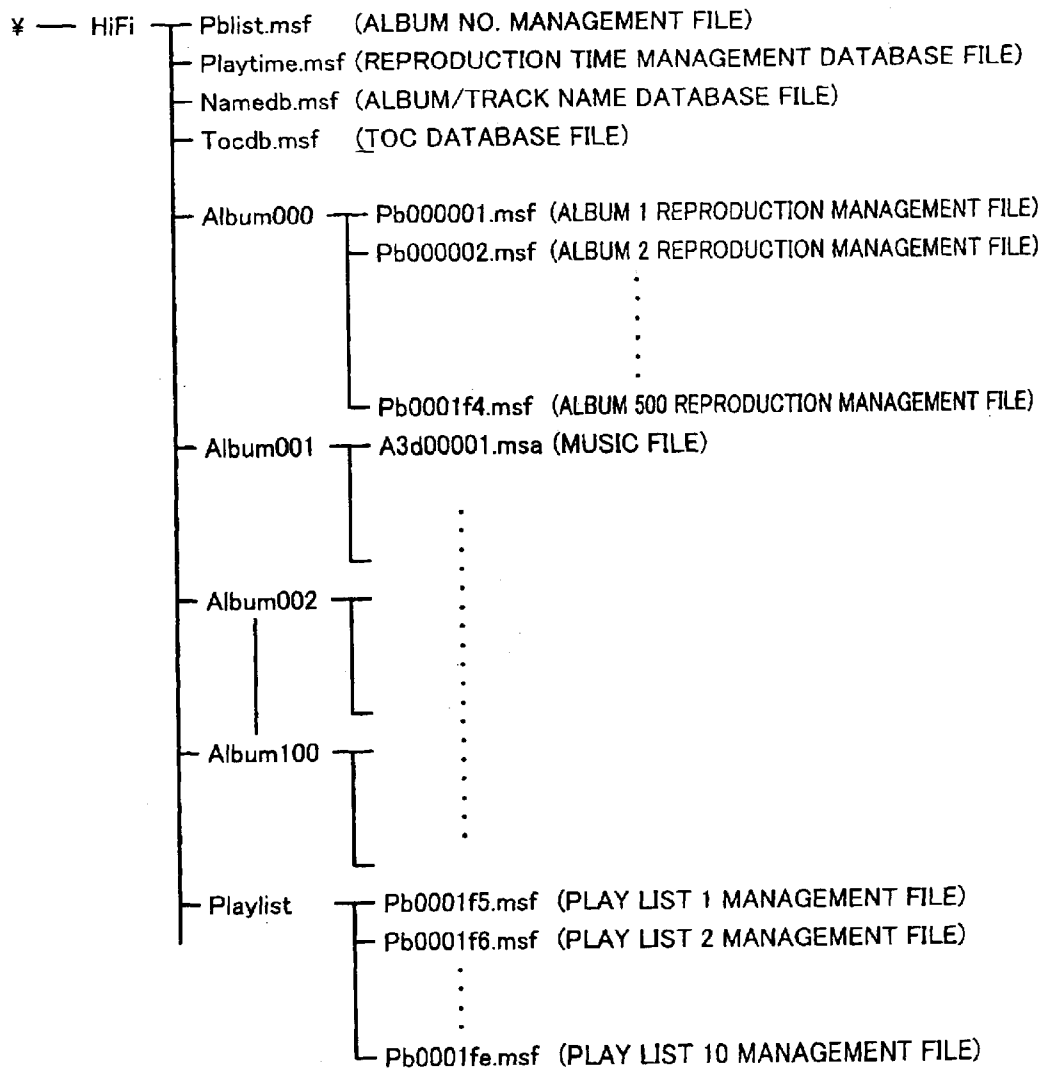 ¥ HiFi Pblist.msf (ALBUM NO. MANAGEMENT FILE)
Playtime.msf (REPRODUCTION TIME MANAGEMENT DATABASE FILE)
Namedb.msf (ALBUM/TRACK NAME DATABASE FILE)
Tocdb.msf (TOC DATABASE FILE)
Album000 Pb000001.msf (ALBUM 1 REPRODUCTION MANAGEMENT FILE)
Pb000002.msf (ALBUM 2 REPRODUCTION MANAGEMENT FILE)
Pb0001f4.msf (ALBUM 500 REPRODUCTION MANAGEMENT FILE)
Album001 A3d00001.msa (MUSIC FILE)
Album002
Album100
Playlist Pb0001f5.msf (PLAY LIST 1 MANAGEMENT FILE)
Pb0001f6.msf (PLAY LIST 2 MANAGEMENT FILE)
Pb0001fe.msf (PLAY LIST 10 MANAGEMENT FILE)